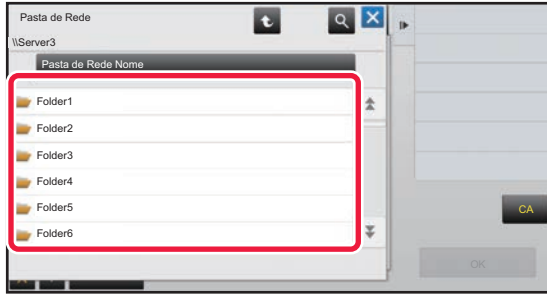 Pasta de Rede
\\Server3
Pasta de Rede Nome
Folder1
Folder2
Folder3
Folder4
Folder5
Folder6
CA
OK